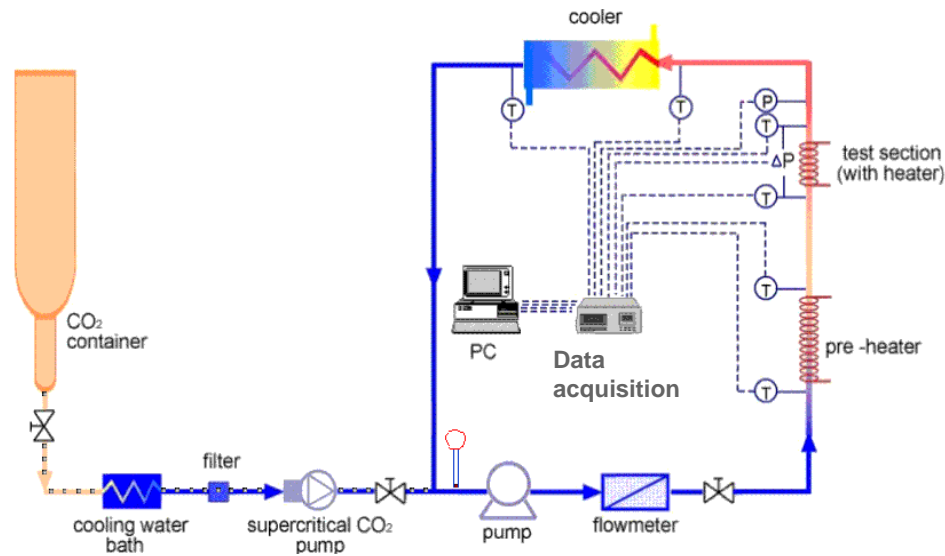 cooler
T
T
P
T
Δ P
test section
(with heater)
T
T
CO₂
container
PC
Data
acquisition
pre -heater
T
filter
cooling water
bath
supercritical CO₂
pump
pump
flowmeter